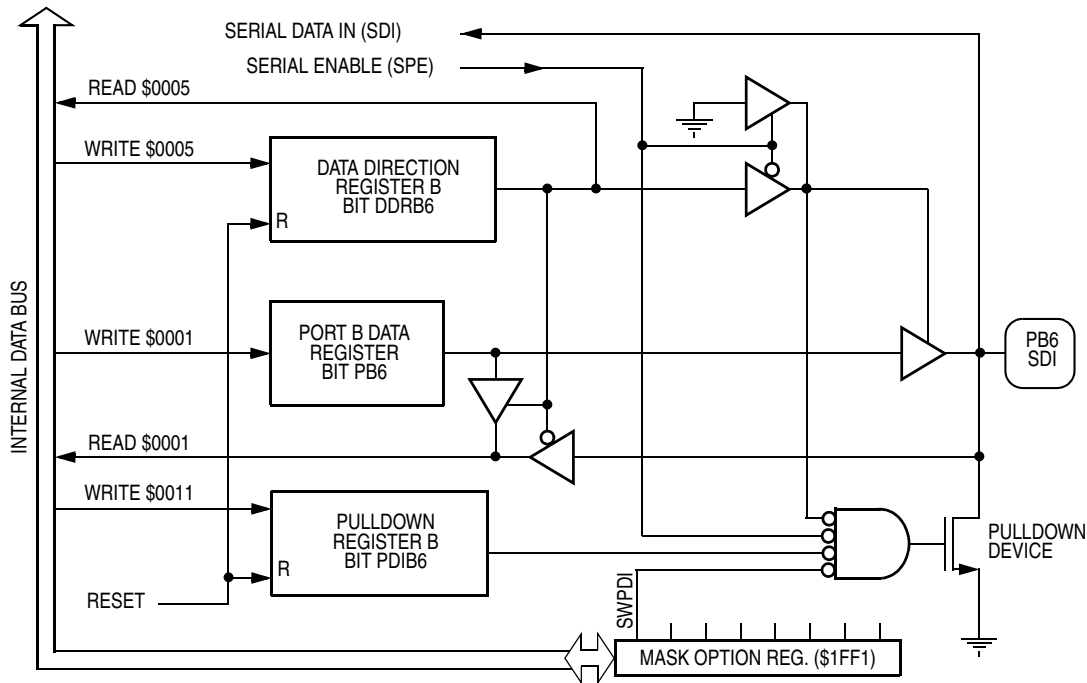 SERIAL DATA IN (SDI)
SERIAL ENABLE (SPE)
READ $0005
WRITE $0005
DATA DIRECTION
REGISTER B
BIT DDRB6
R
INTERNAL DATA BUS
WRITE $0001
PORT B DATA
REGISTER
BIT PB6
PB6
SDI
READ $0001
WRITE $0011
PULLDOWN
REGISTER B
BIT PDIB6
R
PULLDOWN
DEVICE
RESET
SWPDI
MASK OPTION REG. ($1FF1)